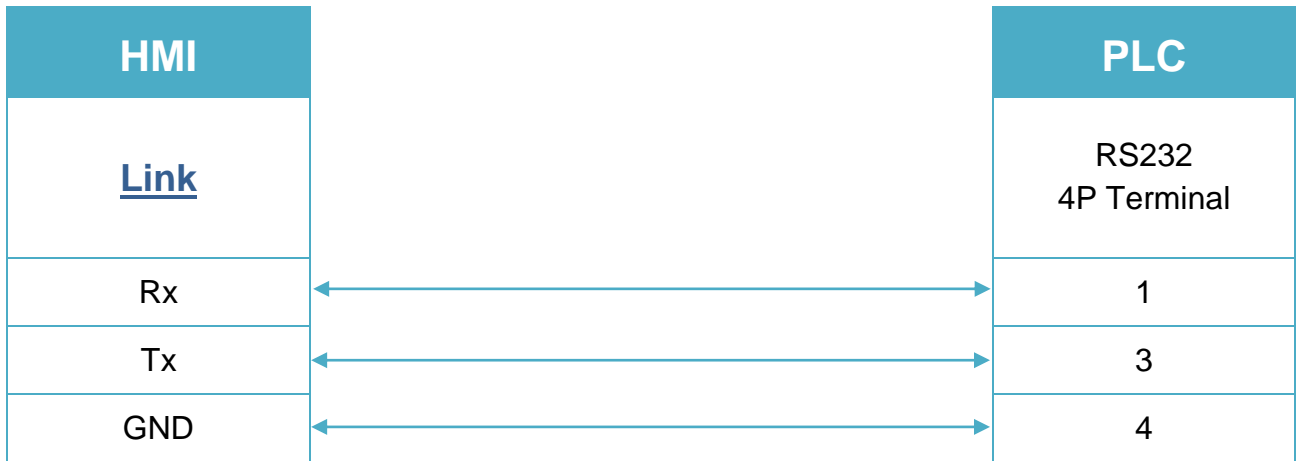 HMI
PLC
Link
RS232
4P Terminal
Rx
1
Tx
3
GND
4